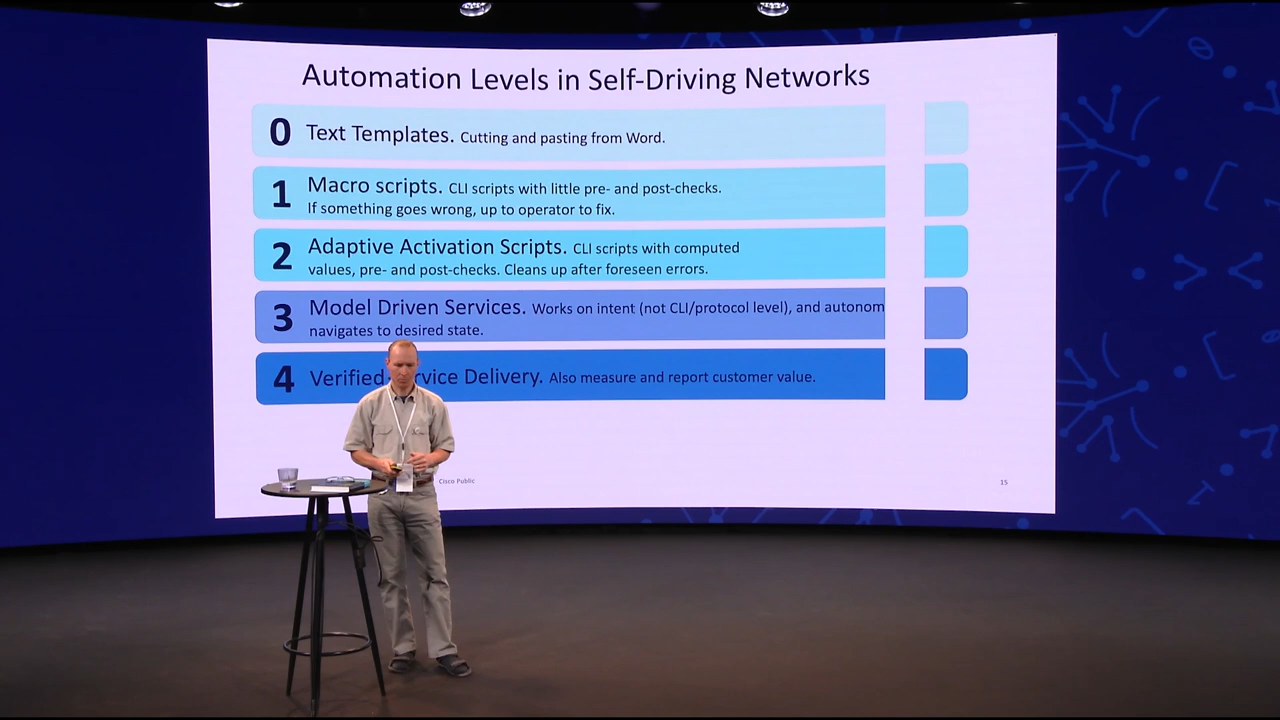 Automation Levels in Self-Driving Networks
0 Text Templates. Cutting and pasting from Word.
1 Macro scripts. CLI scripts with little pre- and post-checks.
If something goes wrong, up to operator to fix.
2 Adaptive Activation Scripts. CLI scripts with computed
values, pre- and post-checks. Cleans up after foreseen errors.
3 Model Driven Services. Works on intent (not CLI/protocol level), and autonom
navigates to desired state.
4 Verified Delivery. Also measure and report customer value.
Cisco Public
15